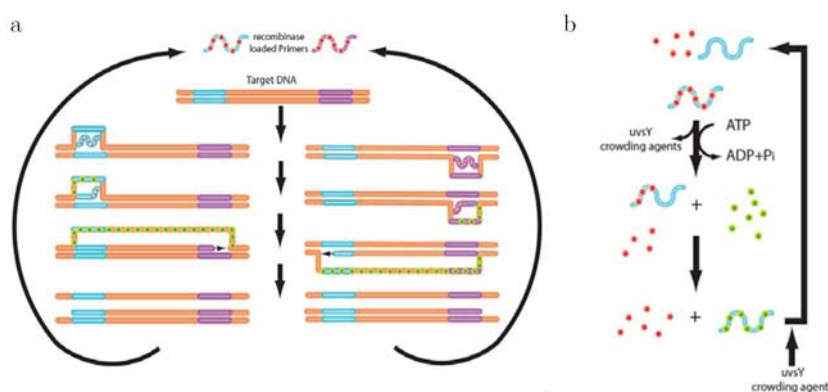 a
recombinase
loaded Primers
Target DNA
b
ATP
uvsY
crowding agents
ADP+Pi
+
+
uvsY
crowding agent